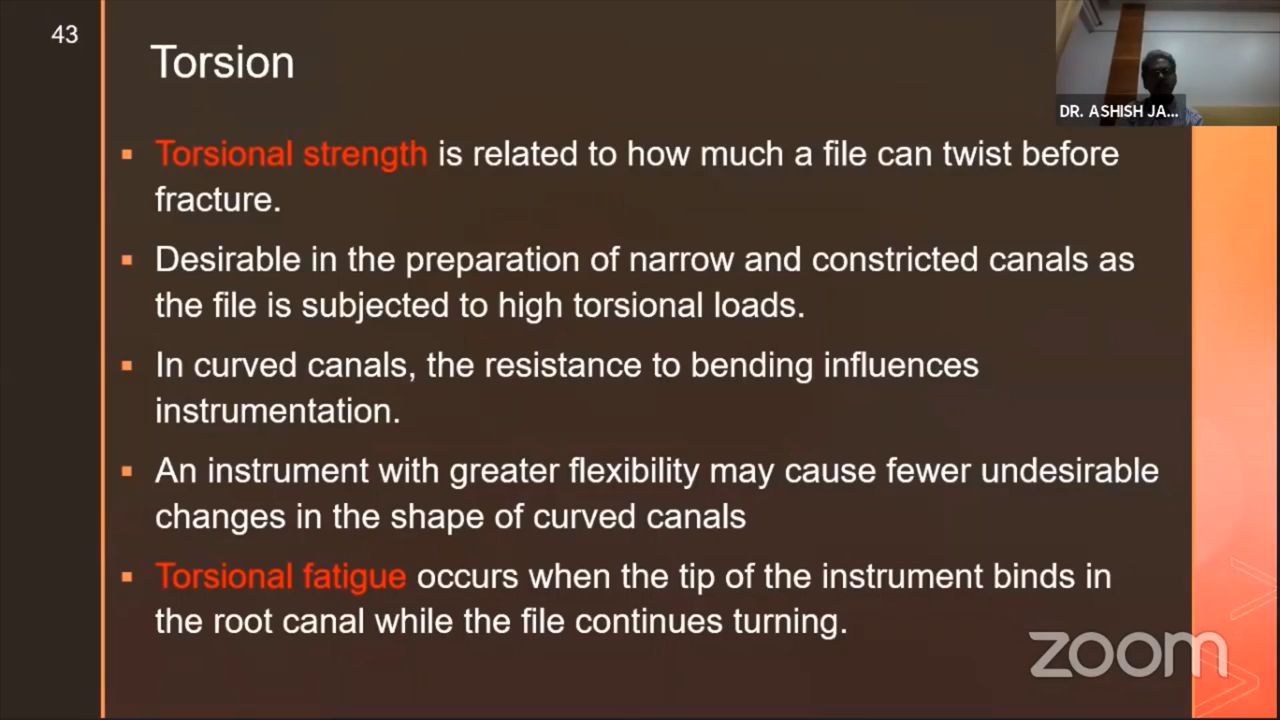 43
Torsion
DR. ASHISH JA...
▪ Torsional strength is related to how much a file can twist before
fracture.
▪ Desirable in the preparation of narrow and constricted canals as
the file is subjected to high torsional loads.
▪ In curved canals, the resistance to bending influences
instrumentation.
▪ An instrument with greater flexibility may cause fewer undesirable
changes in the shape of curved canals
▪ Torsional fatigue occurs when the tip of the instrument binds in
the root canal while the file continues turning.
zoom